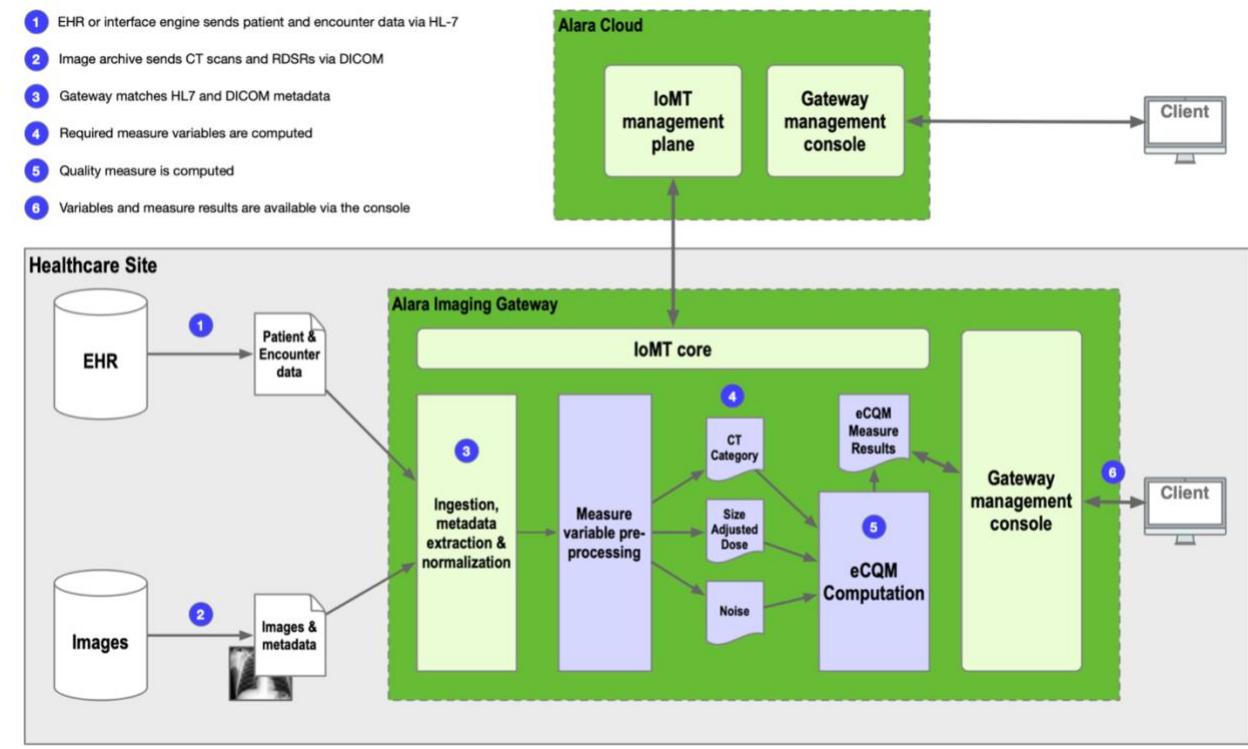 1 EHR or interface engine sends patient and encounter data via HL-7
2 Image archive sends CT scans and RDSRs via DICOM
3 Gateway matches HL7 and DICOM metadata
4 Required measure variables are computed
5 Quality measure is computed
6 Variables and measure results are available via the console
Alara Cloud
IoMT
management
plane
Gateway
management
console
Client
Healthcare Site
EHR
1
Patient &
Encounter
data
Images
2
Images &
metadata
Alara Imaging Gateway
IoMT core
3
Ingestion,
metadata
extraction &
normalization
Measure
variable pre-
processing
4
CT
Category
Size
Adjusted
Dose
Noise
eCQM
Measure
Results
5
eCQM
Computation
Gateway
management
console
6
Client